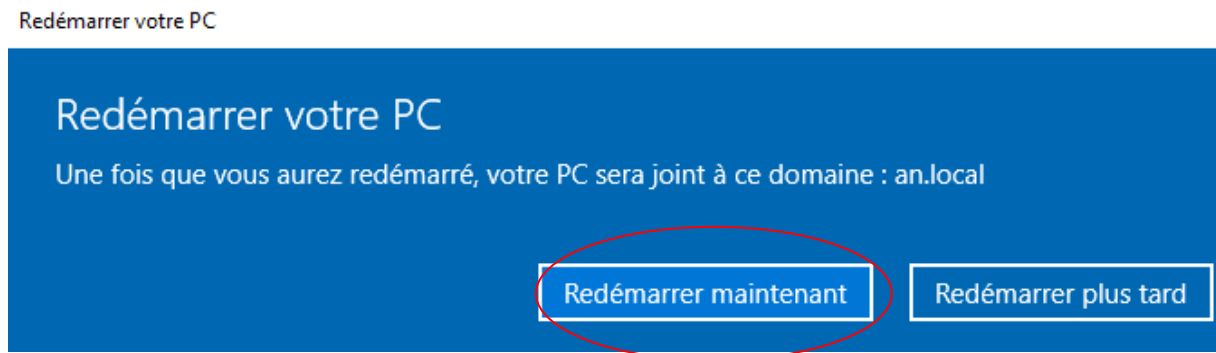 Redémarrer votre PC
Redémarrer votre PC
Une fois que vous aurez redémarré, votre PC sera joint à ce domaine : an.local
Redémarrer maintenant Redémarrer plus tard